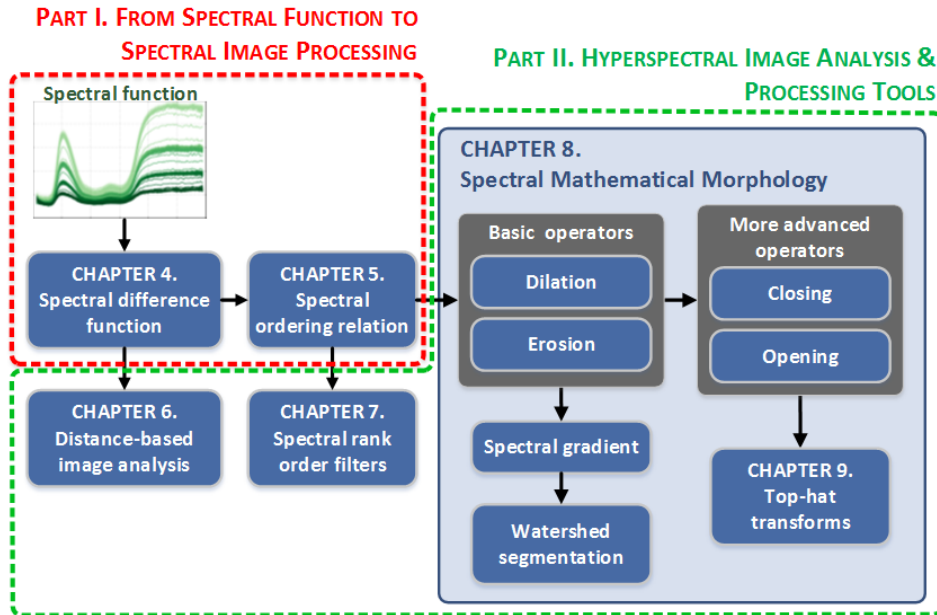 PART I. FROM SPECTRAL FUNCTION TO
SPECTRAL IMAGE PROCESSING
PART II. HYPERSPECTRAL IMAGE ANALYSIS &
PROCESSING TOOLS
Spectral function
CHAPTER 4.
Spectral difference
function
CHAPTER 5.
Spectral
ordering relation
CHAPTER 6.
Distance-based
image analysis
CHAPTER 7.
Spectral rank
order filters
CHAPTER 8.
Spectral Mathematical Morphology
Basic operators
Dilation
Erosion
More advanced
operators
Closing
Opening
Spectral gradient
Watershed
segmentation
CHAPTER 9.
Top-hat
transforms